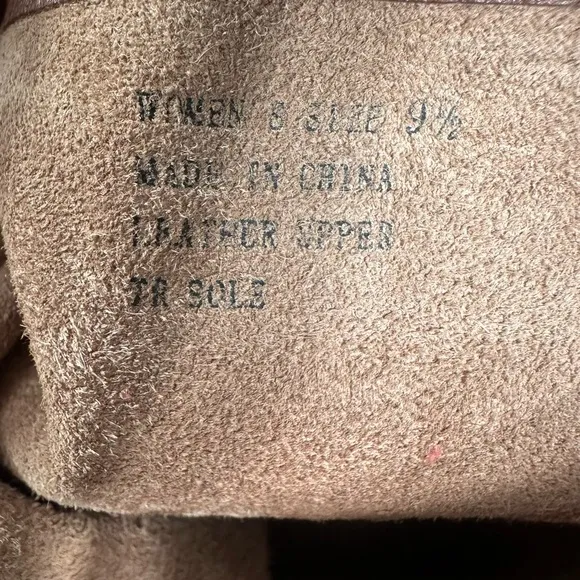 WOMEN'S SIZE 9½
MADE IN CHINA
LEATHER UPPER
TR SOLE